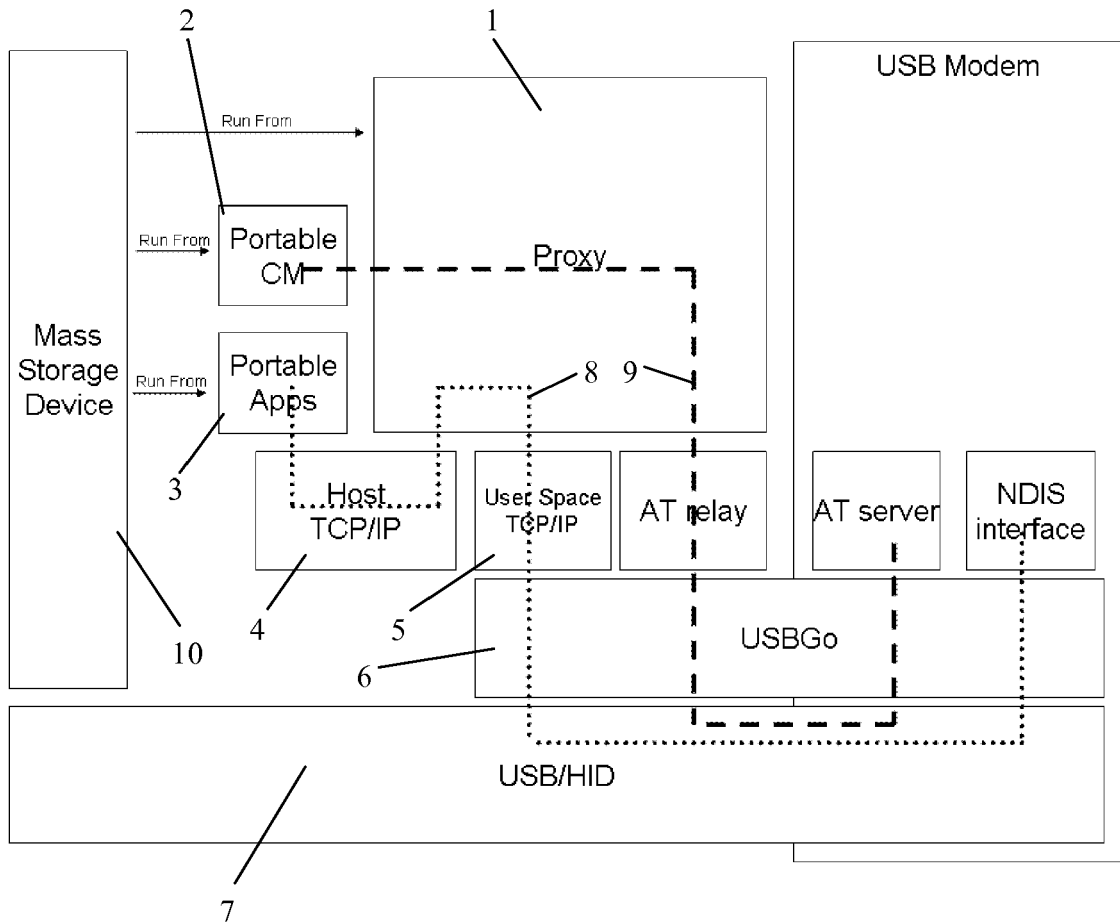 2
1
USB Modem
Run From
Portable
CM
Run From
Proxy
Mass
Storage
Device
Portable
Apps
Run From
8
9
3
Host
TCP/IP
User Space
TCP/IP
AT relay
AT server
NDIS
interface
10
4
5
6
USBGo
USB/HID
7